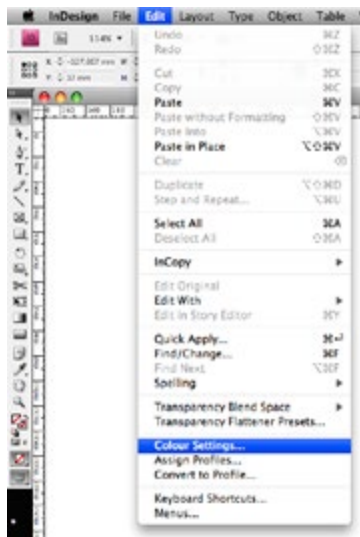 InDesign File Edit Layout Type Object Table
114%
Undo ⌘Z
Redo ⇧⌘Z
Cut ⌘X
Copy ⌘C
Paste ⌘V
Paste without Formatting ⇧⌘V
Paste Into ⌥⌘V
Paste in Place ⌥⇧⌘V
Clear
Duplicate ⌥⇧⌘D
Step and Repeat... ⌥⌘U
Select All ⌘A
Deselect All ⇧⌘A
InCopy
Edit Original
Edit With
Edit in Story Editor ⌘Y
Quick Apply... ⌘↩
Find/Change... ⌘F
Find Next ⌥⌘F
Spelling
Transparency Blend Space
Transparency Flattener Presets...
Colour Settings...
Assign Profiles...
Convert to Profile...
Keyboard Shortcuts...
Menus...